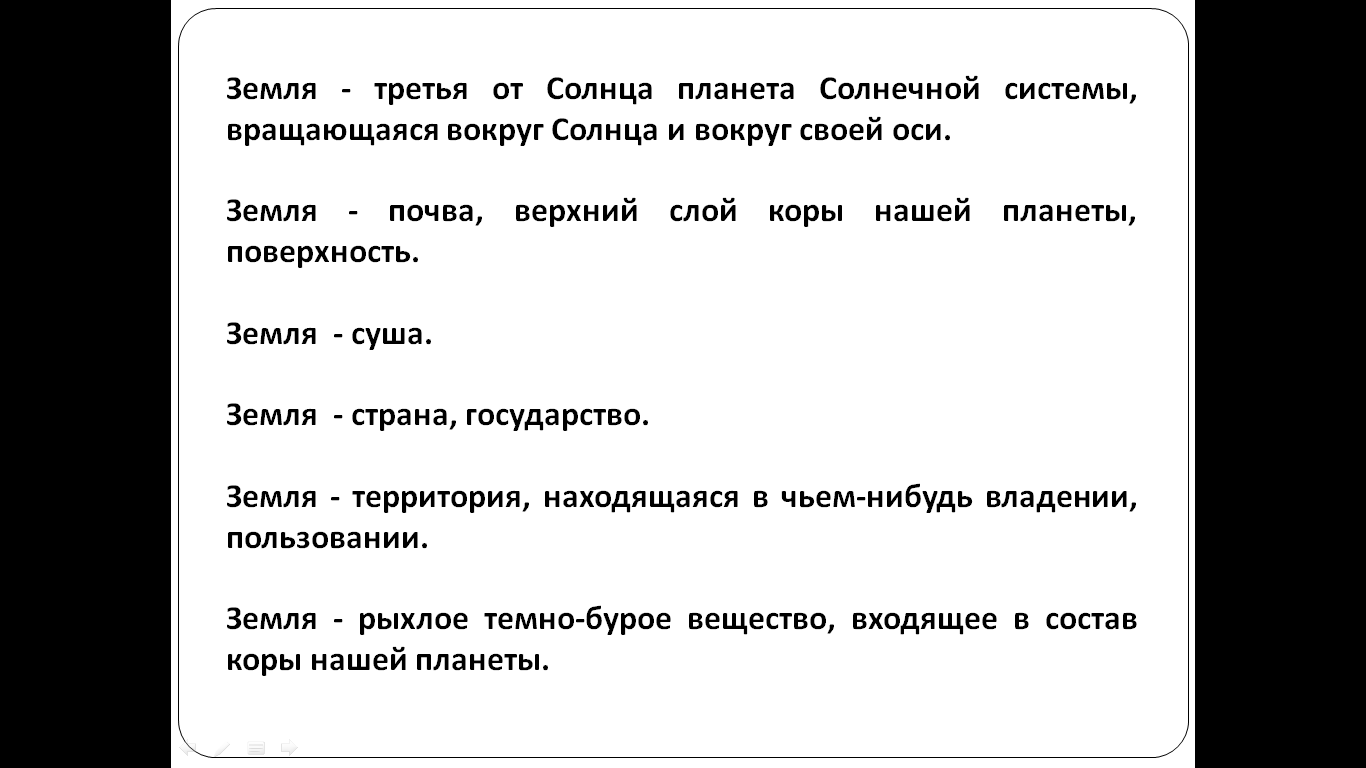 Земля - третья от Солнца планета Солнечной системы,
вращающаяся вокруг Солнца и вокруг своей оси.
Земля - почва, верхний слой коры нашей планеты,
поверхность.
Земля - суша.
Земля - страна, государство.
Земля - территория, находящаяся в чьем-нибудь владении,
пользовании.
Земля - рыхлое темно-бурое вещество, входящее в состав
коры нашей планеты.